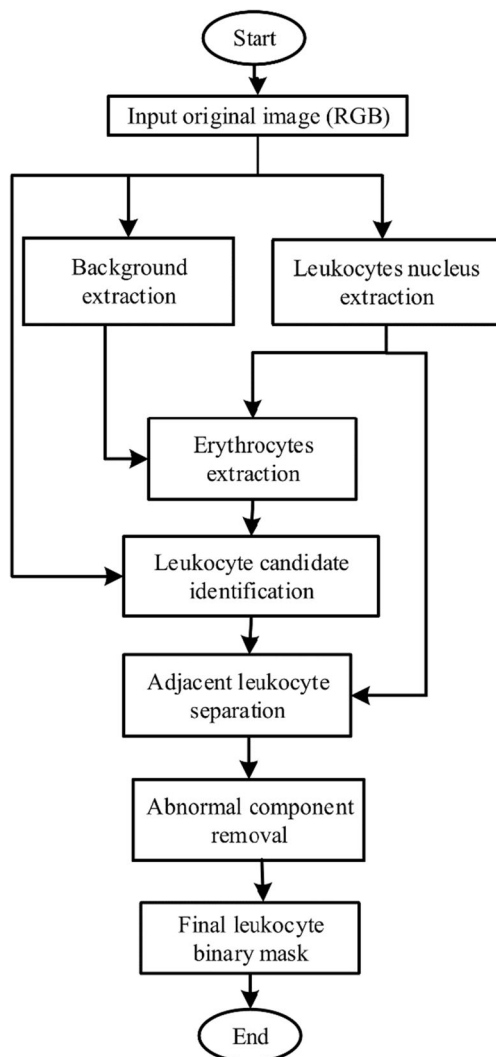 Start
Input original image (RGB)
Background
extraction
Leukocytes nucleus
extraction
Erythrocytes
extraction
Leukocyte candidate
identification
Adjacent leukocyte
separation
Abnormal component
removal
Final leukocyte
binary mask
End